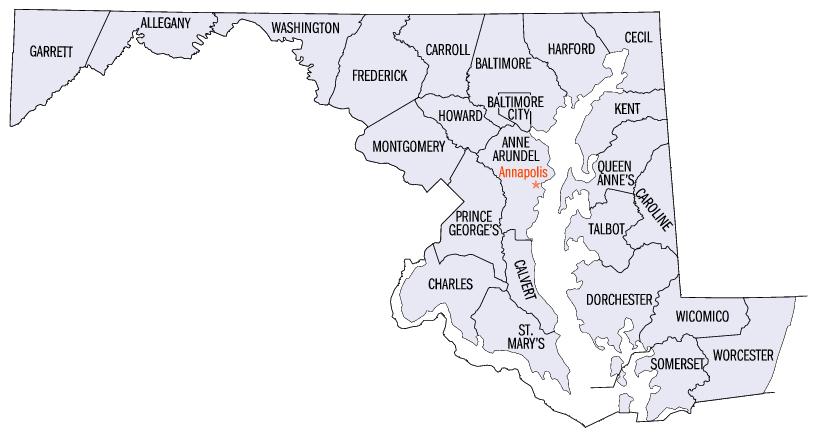 GARRETT
ALLEGANY
WASHINGTON
FREDERICK
CARROLL
BALTIMORE
HARFORD
CECIL
BALTIMORE
CITY
HOWARD
KENT
MONTGOMERY
ANNE
ARUNDEL
Annapolis
QUEEN
ANNE'S
CAROLINE
PRINCE
GEORGE'S
TALBOT
CHARLES
CALVERT
DORCHESTER
ST.
MARY'S
WICOMICO
SOMERSET
WORCESTER